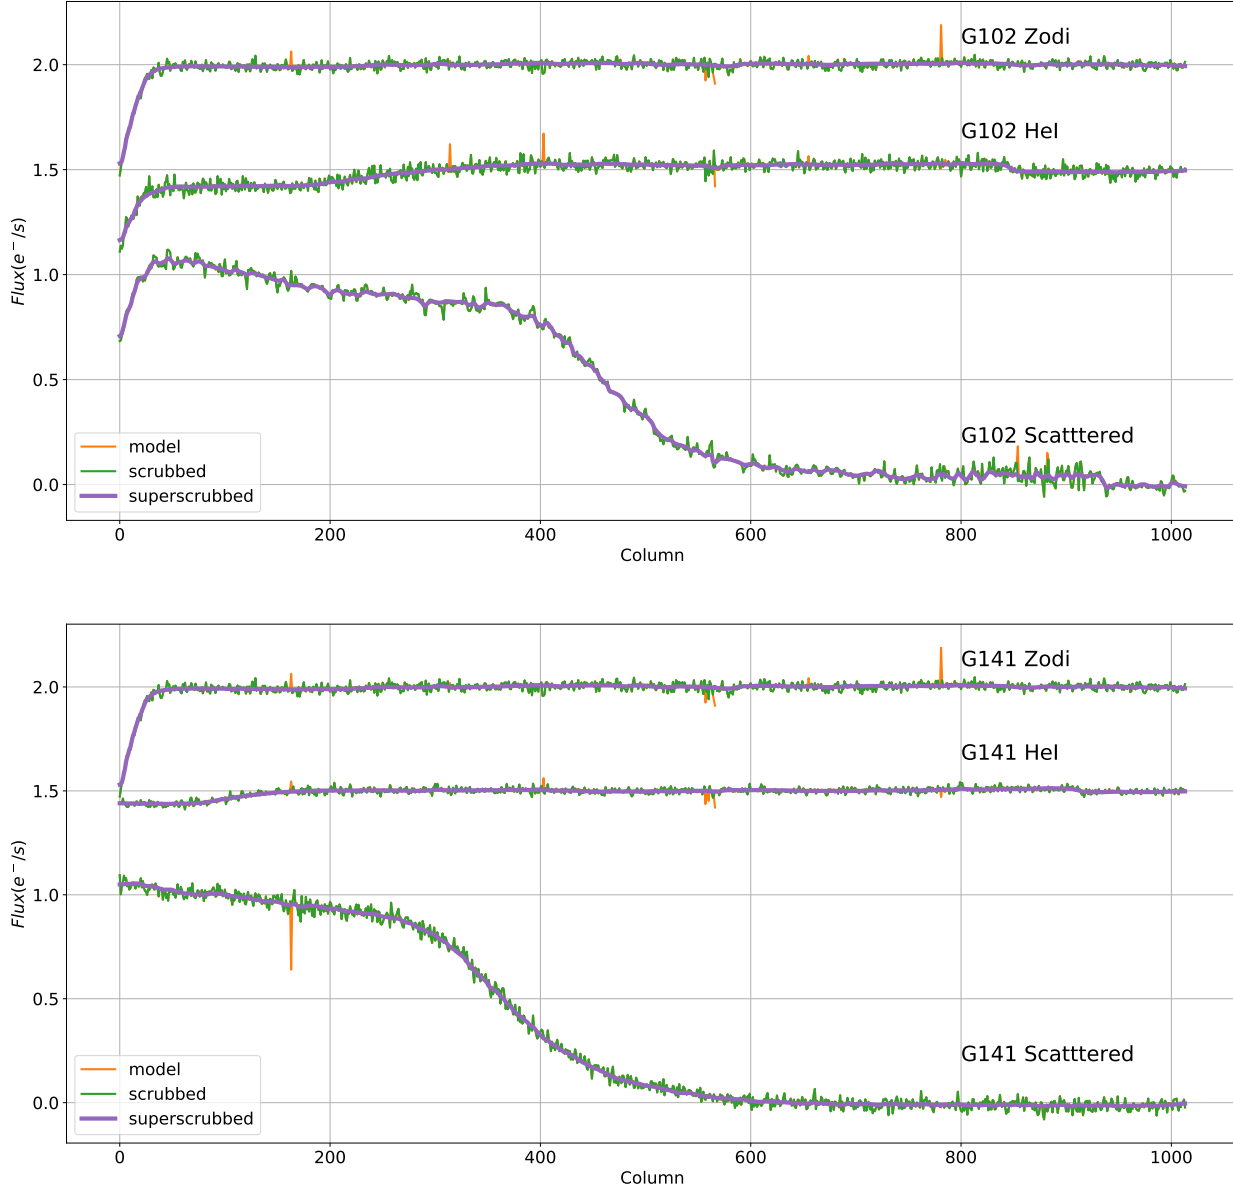 G102 Zodi
2.0
G102 HeI
1.5
Flux(e⁻/s)
1.0
0.5
G102 Scatttered
model
scrubbed
superscrubbed
0.0
0 200 400 600 800 1000
Column
G141 Zodi
2.0
G141 HeI
1.5
Flux(e⁻/s)
1.0
0.5
G141 Scatttered
model
scrubbed
superscrubbed
0.0
0 200 400 600 800 1000
Column